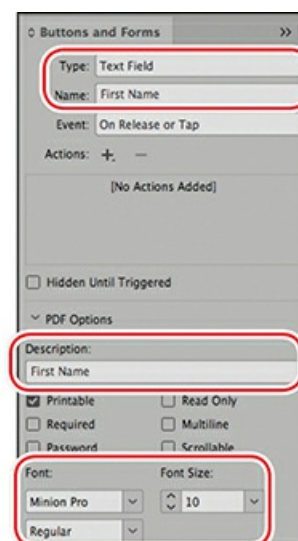 Buttons and Forms
Type: Text Field
Name: First Name
Event: On Release or Tap
Actions:
[No Actions Added]
Hidden Until Triggered
PDF Options
Description:
First Name
Printable Read Only
Required Multiline
Password Scrollable
Font: Font Size:
Minion Pro 10
Regular